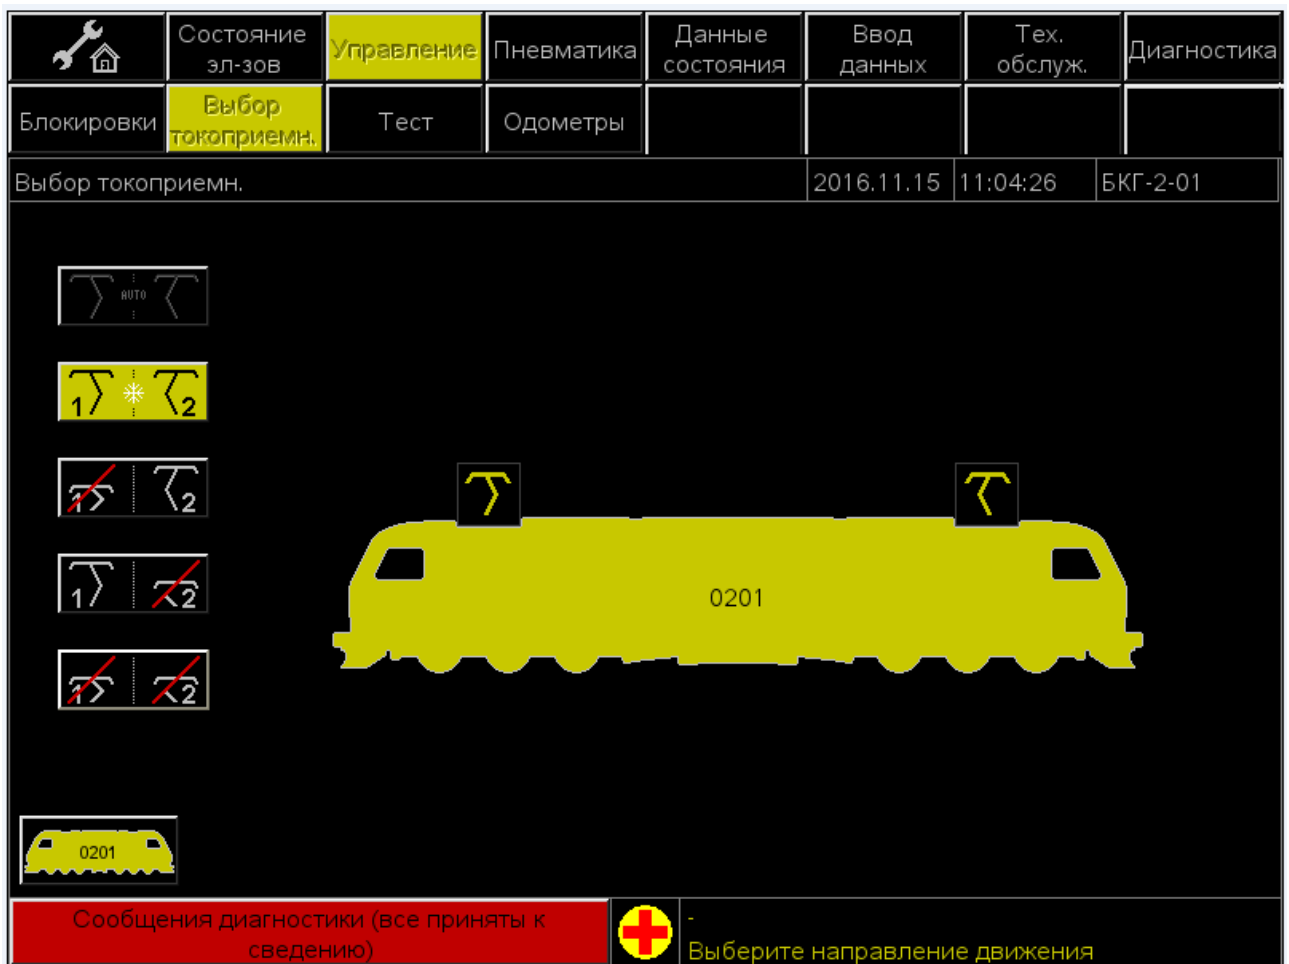 Состояние
эл-зов
Управление
Пневматика
Данные
состояния
Ввод
данных
Тех.
обслуж.
Диагностика
Блокировки
Выбор
токоприемн.
Тест
Одометры
Выбор токоприемн.
2016.11.15
11:04:26
БКГ-2-01
AUTO
1 2
1 2
1 2
1 2
0201
0201
Сообщения диагностики (все приняты к
сведению)
-
Выберите направление движения